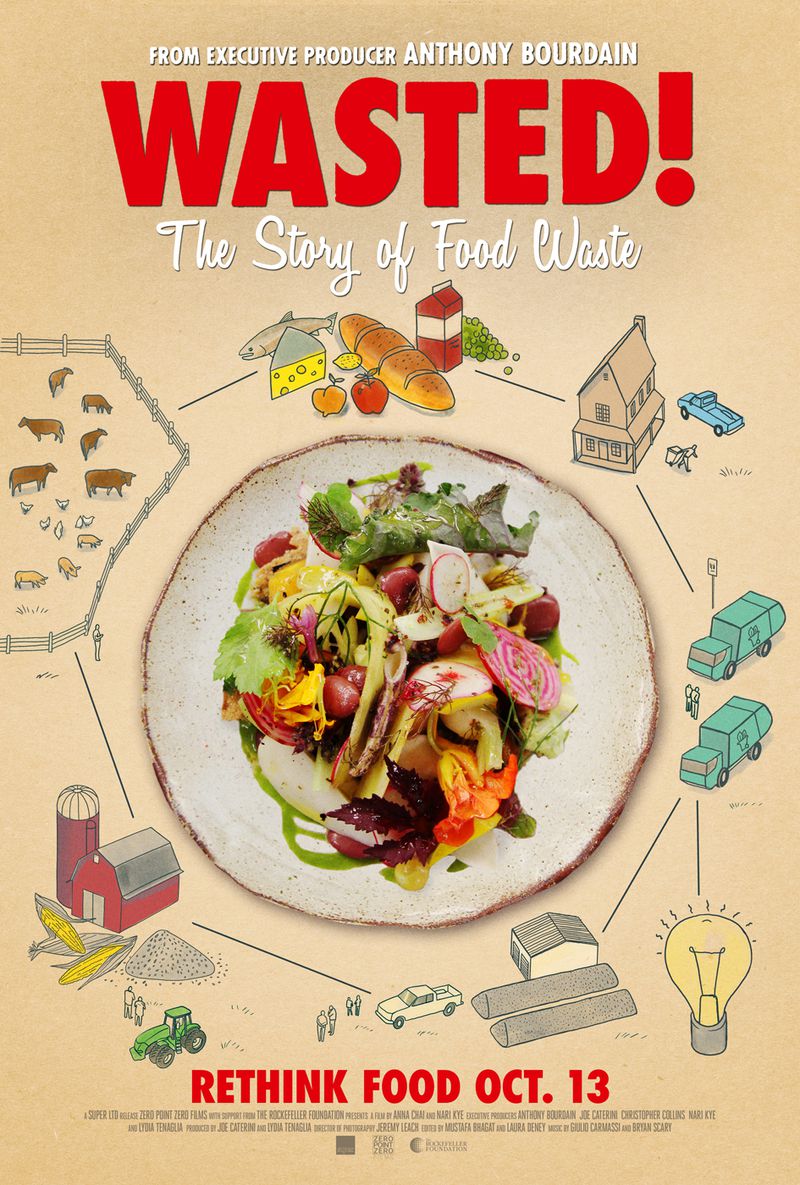 FROM EXECUTIVE PRODUCER ANTHONY BOURDAIN
WASTED!
The Story of Food Waste
RETHINK FOOD OCT. 13
A SUPER LTD RELEASE ZERO POINT ZERO FILMS WITH SUPPORT FROM THE ROCKEFELLER FOUNDATION PRESENTS A FILM BY ANNA CHAI AND NARI KYE EXECUTIVE PRODUCERS ANTHONY BOURDAIN JOE CATERINI CHRISTOPHER COLLINS NARI KYE
AND LYDIA TENAGLIA PRODUCED BY JOE CATERINI AND LYDIA TENAGLIA DIRECTOR OF PHOTOGRAPHY JEREMY LEACH EDITED BY MUSTAFA BHAGAT AND LAURA DENEY MUSIC BY GIULIO CARMASSI AND BRYAN SCARY
ZERO
POINT
ZERO
THE
ROCKEFELLER
FOUNDATION